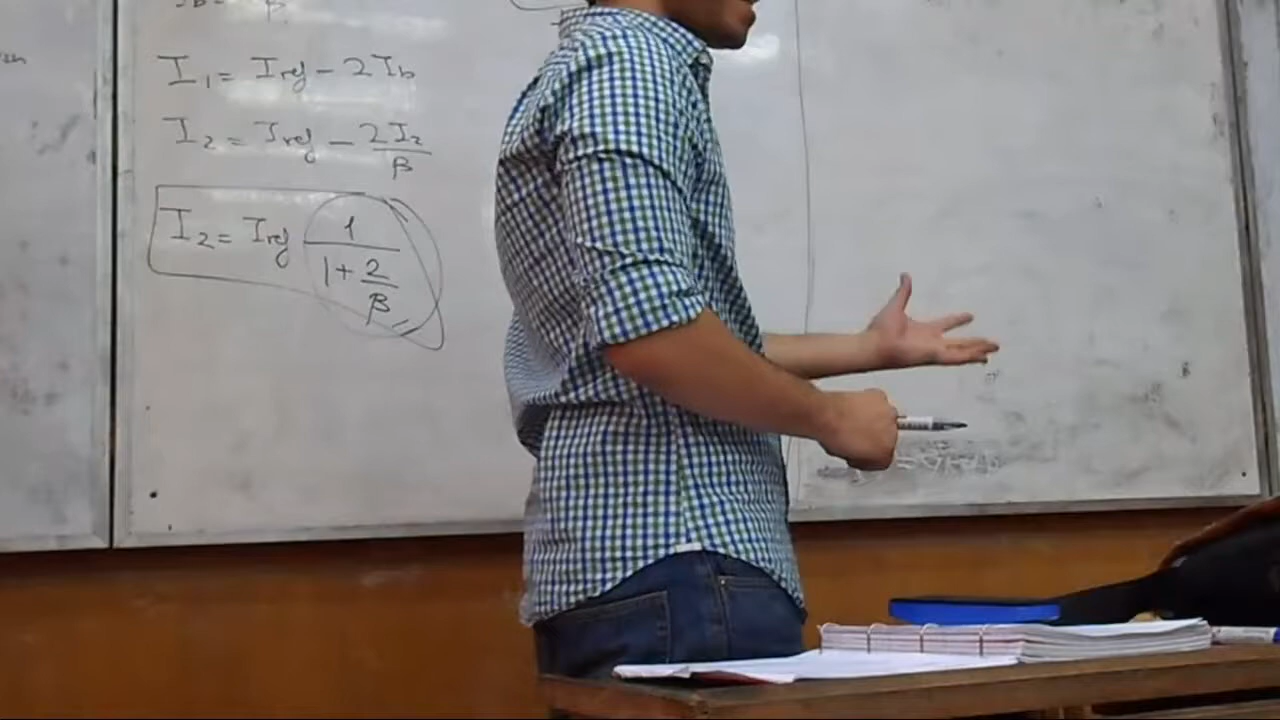 I₁ = Iref - 2Ib
I₂ = Iref - 2I₂/β
I₂ = Iref 1/(1+2/β)